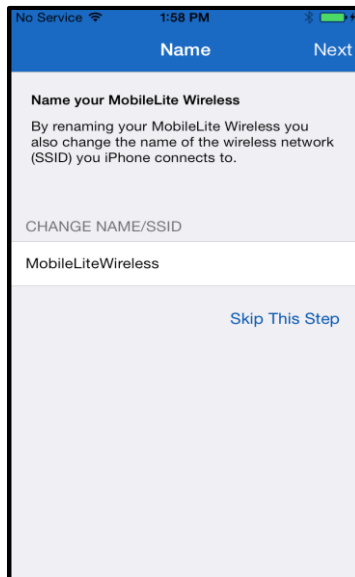 No Service 1:58 PM
Name Next
Name your MobileLite Wireless
By renaming your MobileLite Wireless you
also change the name of the wireless network
(SSID) you iPhone connects to.
CHANGE NAME/SSID
MobileLiteWireless
Skip This Step